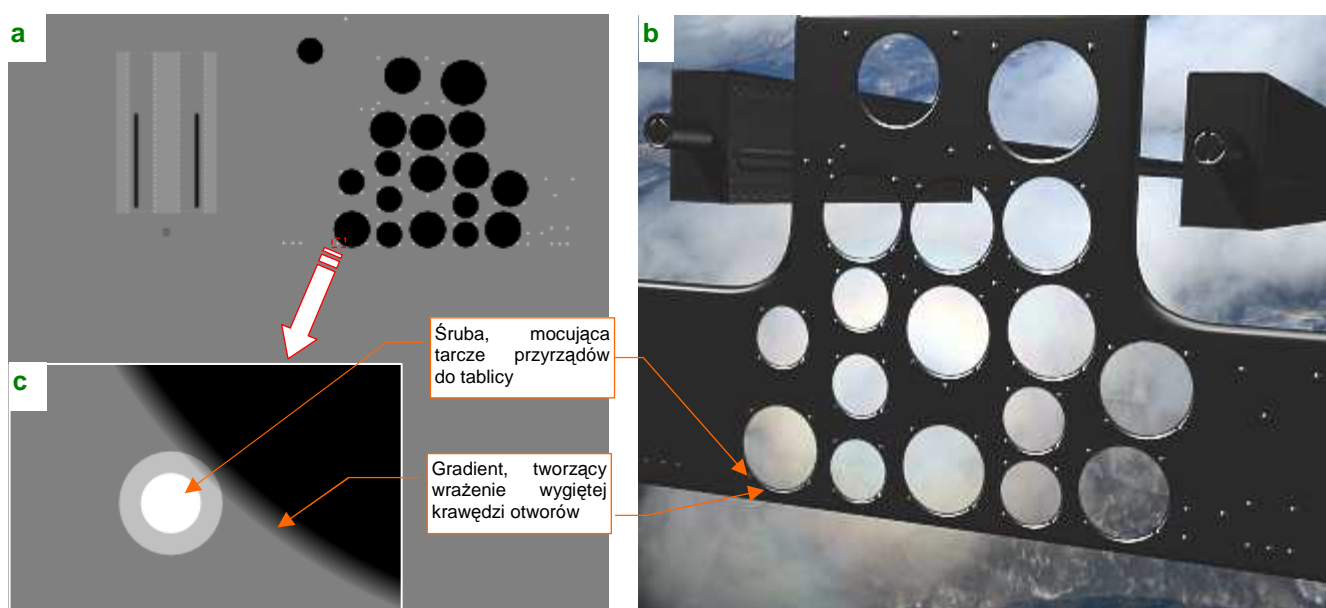 a
b
Śruba, mocująca
tarcze przyrządów
do tablicy
c
Gradient, tworzący
wrażenie wygiętej
krawędzi otworów